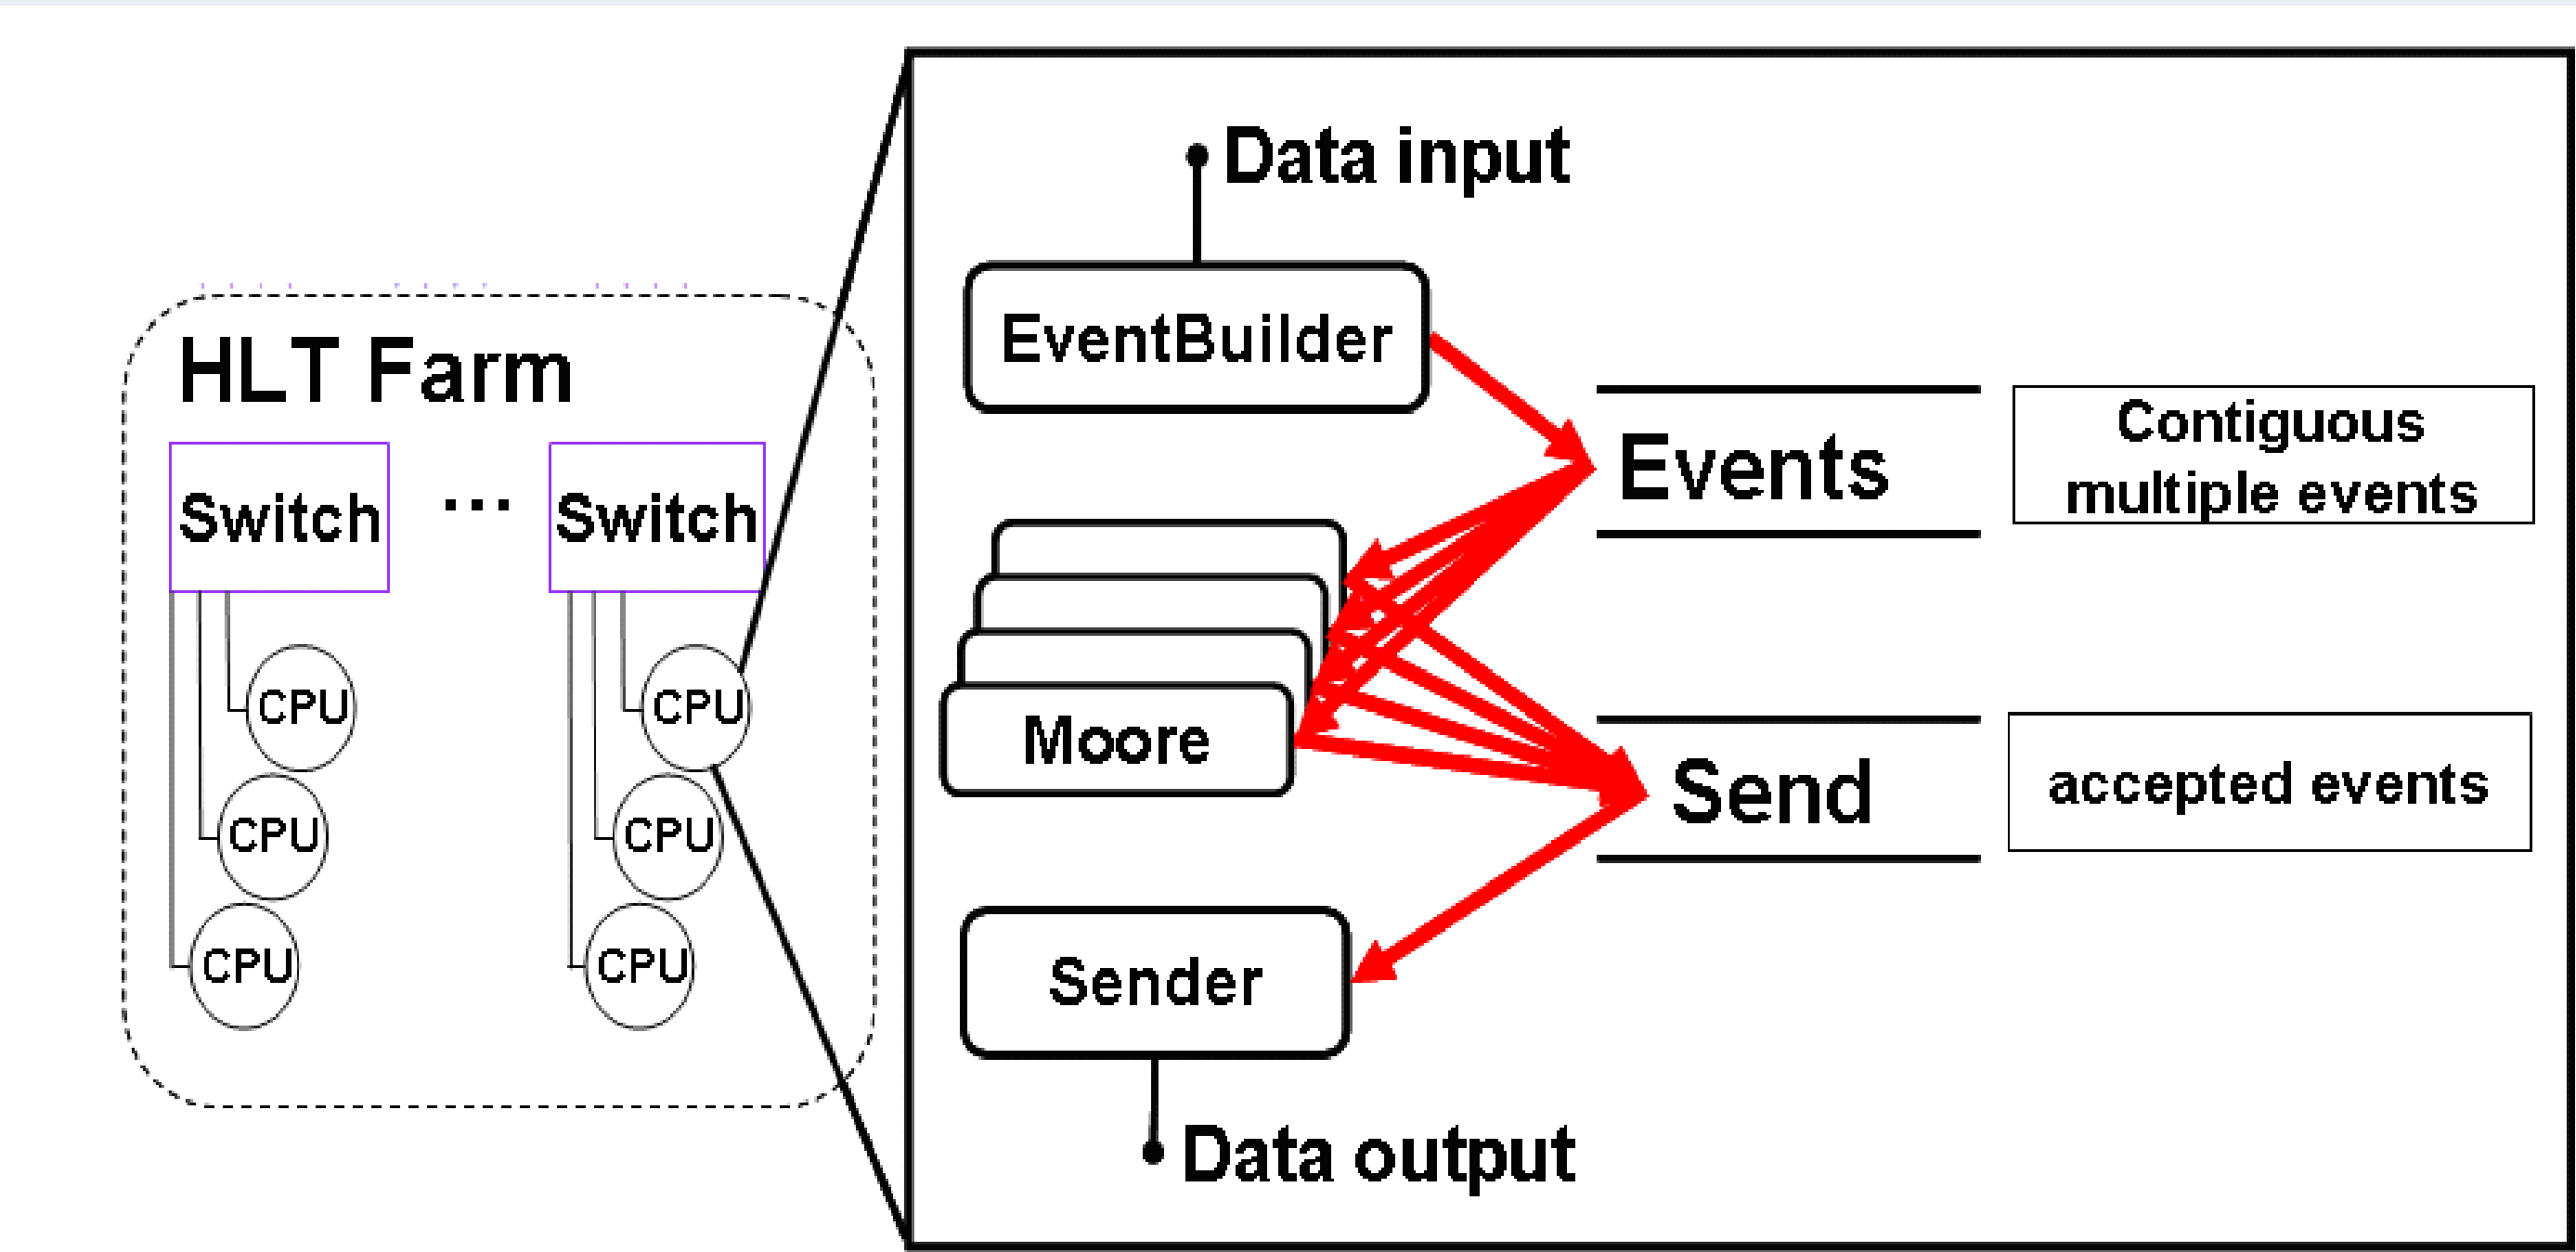 HLT Farm
Switch
...
Switch
CPU
CPU
CPU
CPU
CPU
CPU
Data input
EventBuilder
Events
Contiguous
multiple events
Moore
Send
accepted events
Sender
Data output